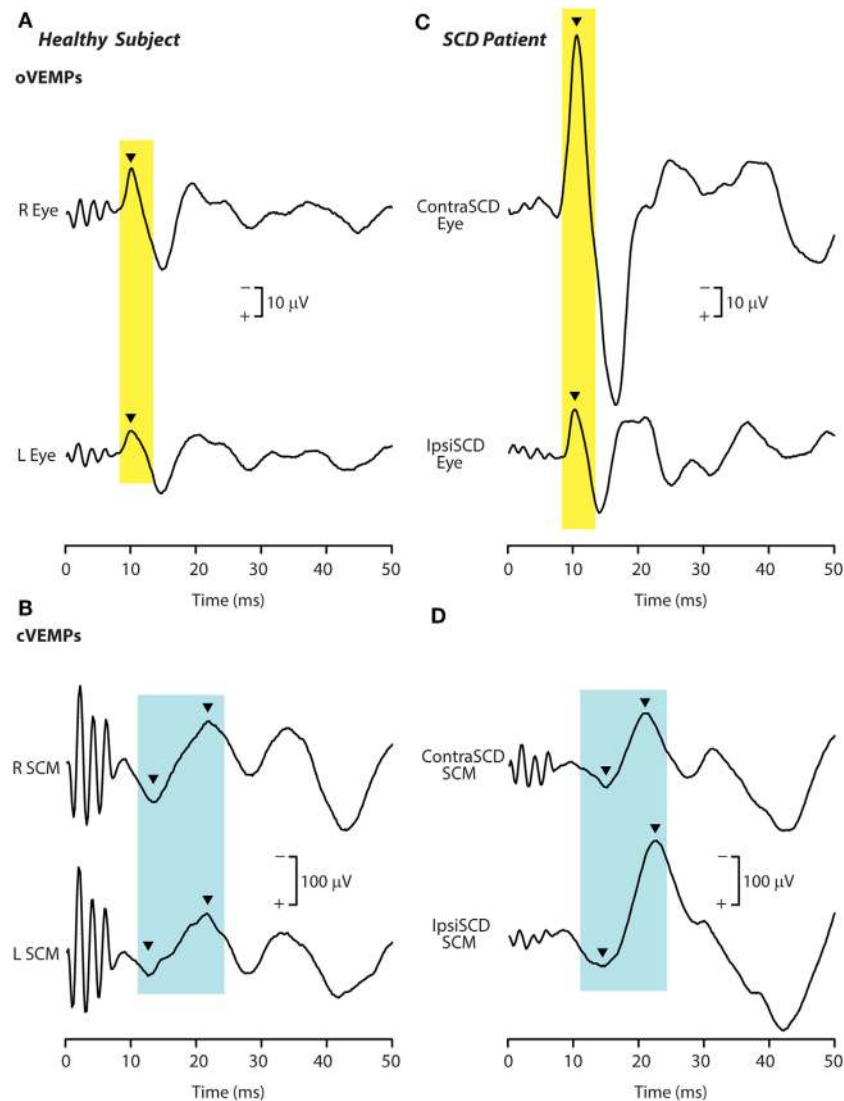 A
Healthy Subject
oVEMPs
R Eye
−
+
10 µV
L Eye
0 10 20 30 40 50
Time (ms)
C
SCD Patient
ContraSCD
Eye
−
+
10 µV
IpsiSCD
Eye
0 10 20 30 40 50
Time (ms)
B
cVEMPs
R SCM
−
+
100 µV
L SCM
0 10 20 30 40 50
Time (ms)
D
ContraSCD
SCM
−
+
100 µV
IpsiSCD
SCM
0 10 20 30 40 50
Time (ms)